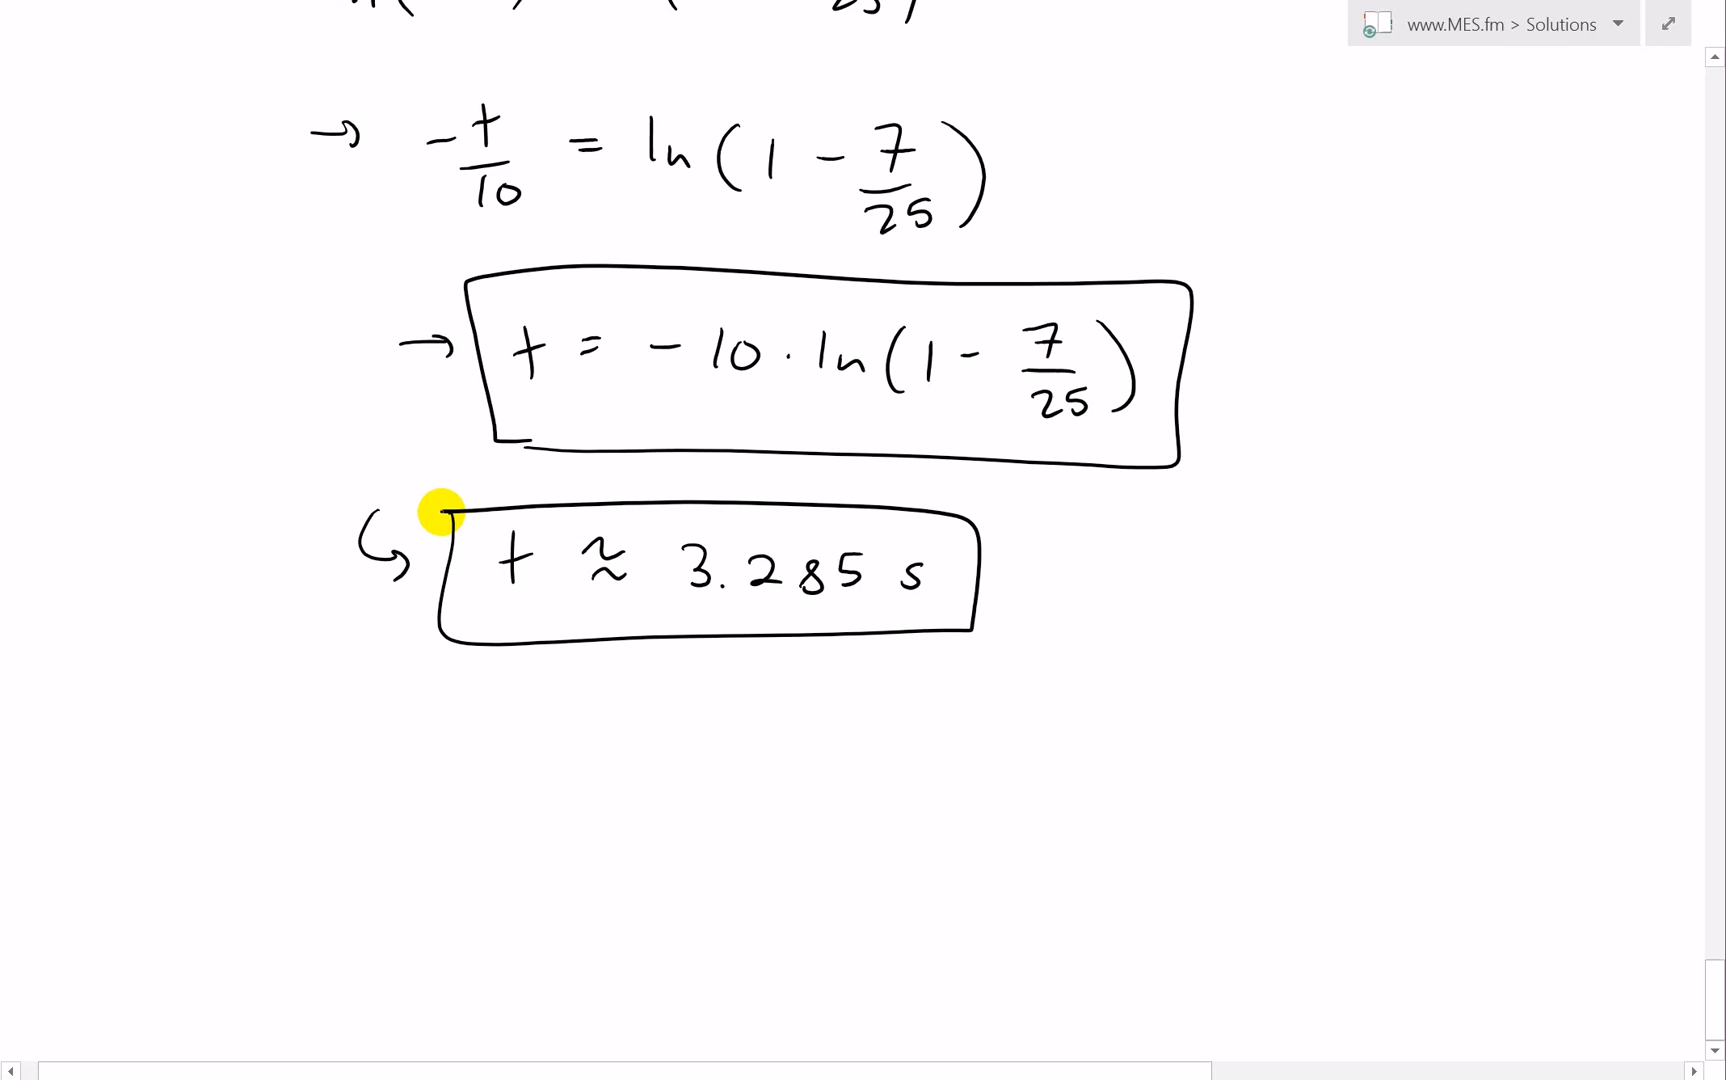 www.MES.fm > Solutions
→ -t/10 = ln(1 - 7/25)
→ t = -10 · ln(1 - 7/25)
t ≈ 3.285 s